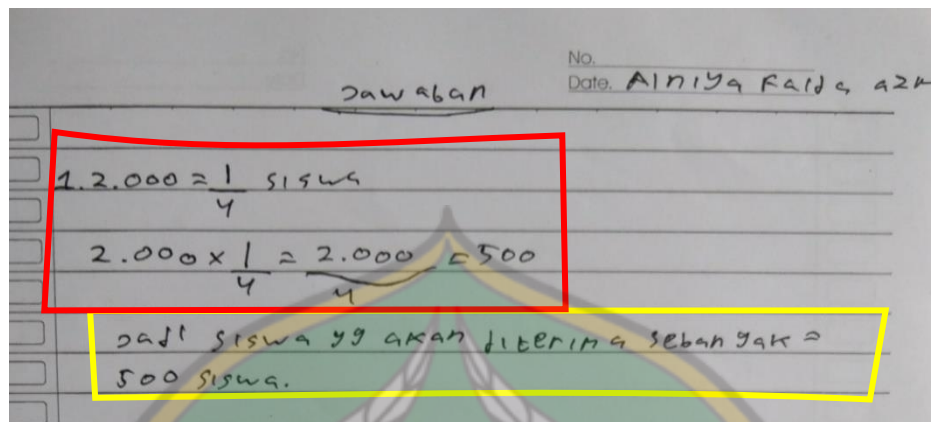 No.
Date. Alniya Faida azk
Jawaban
1. 2.000 = 1/4 siswa
2.000 x 1/4 = 2.000/4 = 500
Jadi siswa yg akan diterima sebanyak =
500 siswa.